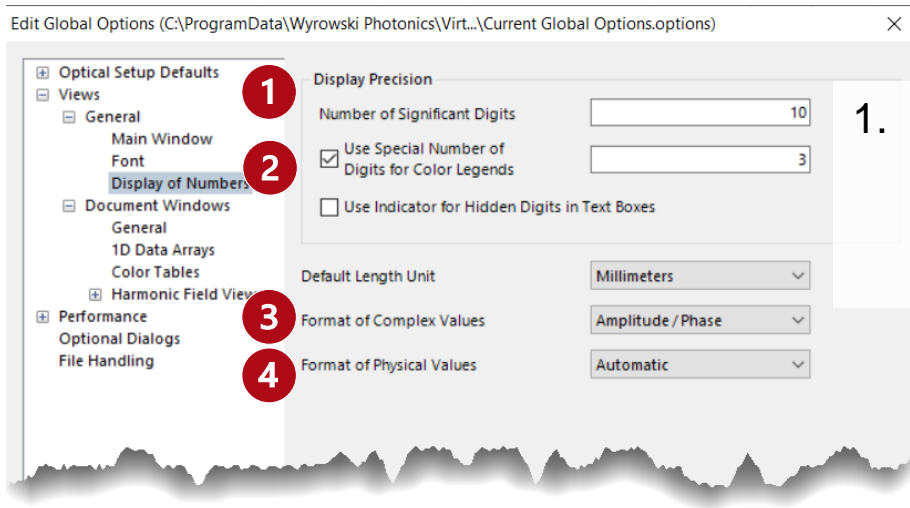 Edit Global Options (C:\ProgramData\Wyrowski Photonics\Virt...\Current Global Options.options)
Optical Setup Defaults
Views
General
Main Window
Font
Display of Numbers
Document Windows
General
1D Data Arrays
Color Tables
Harmonic Field View
Performance
Optional Dialogs
File Handling
1
Display Precision
Number of Significant Digits 10
2
Use Special Number of
Digits for Color Legends 3
Use Indicator for Hidden Digits in Text Boxes
Default Length Unit Millimeters
3
Format of Complex Values Amplitude / Phase
4
Format of Physical Values Automatic
1.